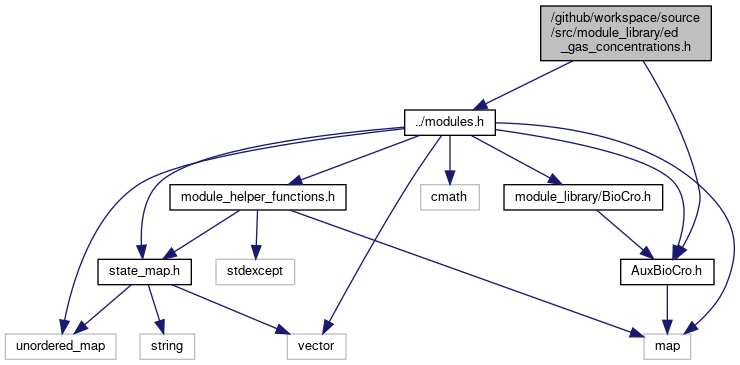 /github/workspace/source
/src/module_library/ed
_gas_concentrations.h
../modules.h
module_helper_functions.h
cmath
module_library/BioCro.h
state_map.h
stdexcept
AuxBioCro.h
unordered_map
string
vector
map